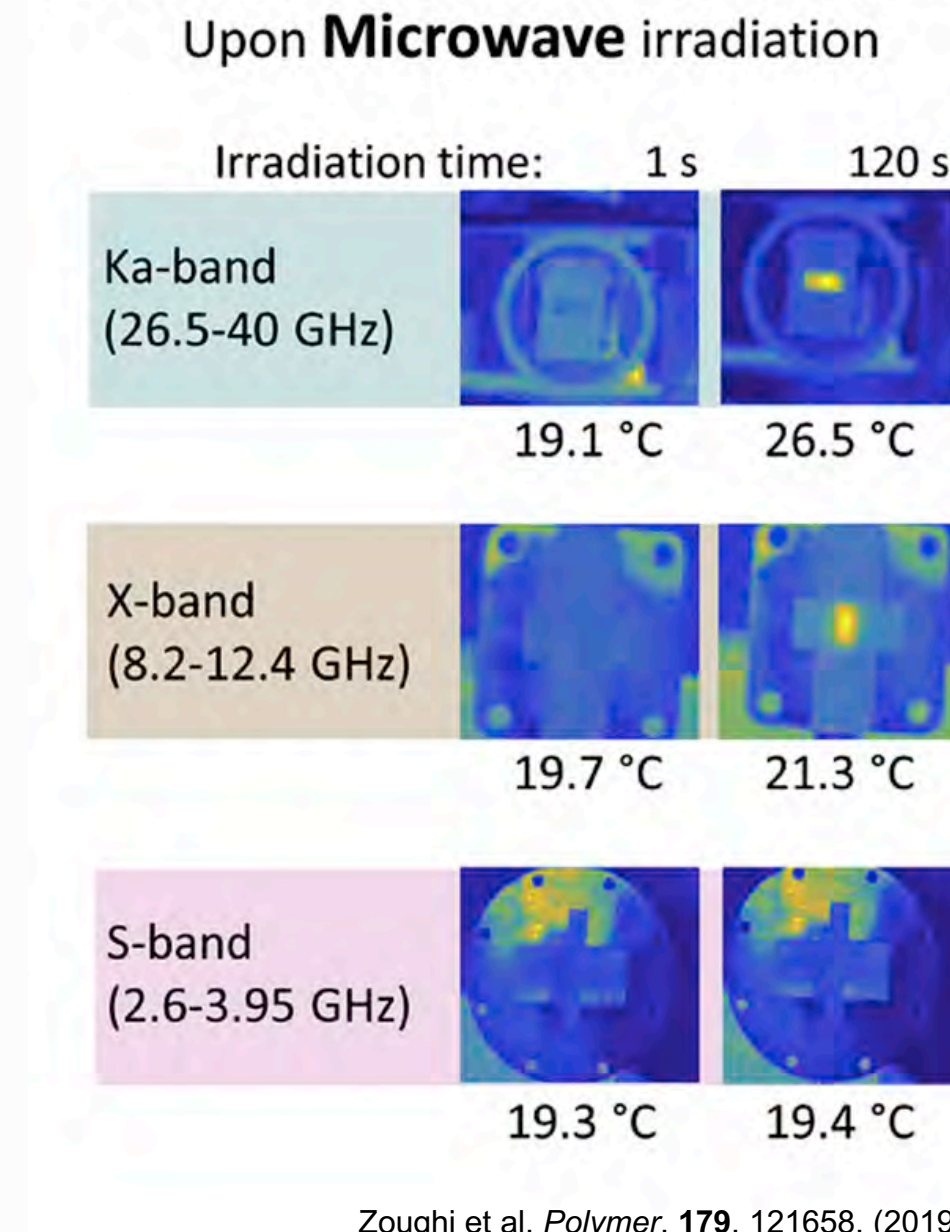 Upon Microwave irradiation
Irradiation time: 1 s 120 s
Ka-band
(26.5-40 GHz)
19.1 °C 26.5 °C
X-band
(8.2-12.4 GHz)
19.7 °C 21.3 °C
S-band
(2.6-3.95 GHz)
19.3 °C 19.4 °C
Zoughi et al. Polymer, 179, 121658, (2019